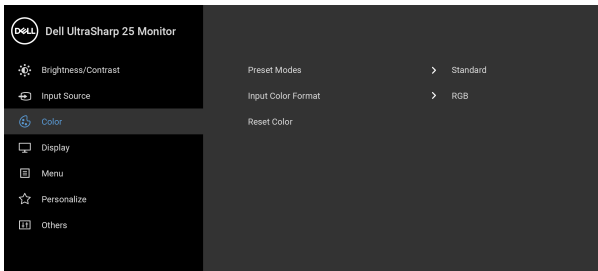 DELL Dell UltraSharp 25 Monitor
Brightness/Contrast
Input Source
Color
Display
Menu
Personalize
Others
Preset Modes > Standard
Input Color Format > RGB
Reset Color